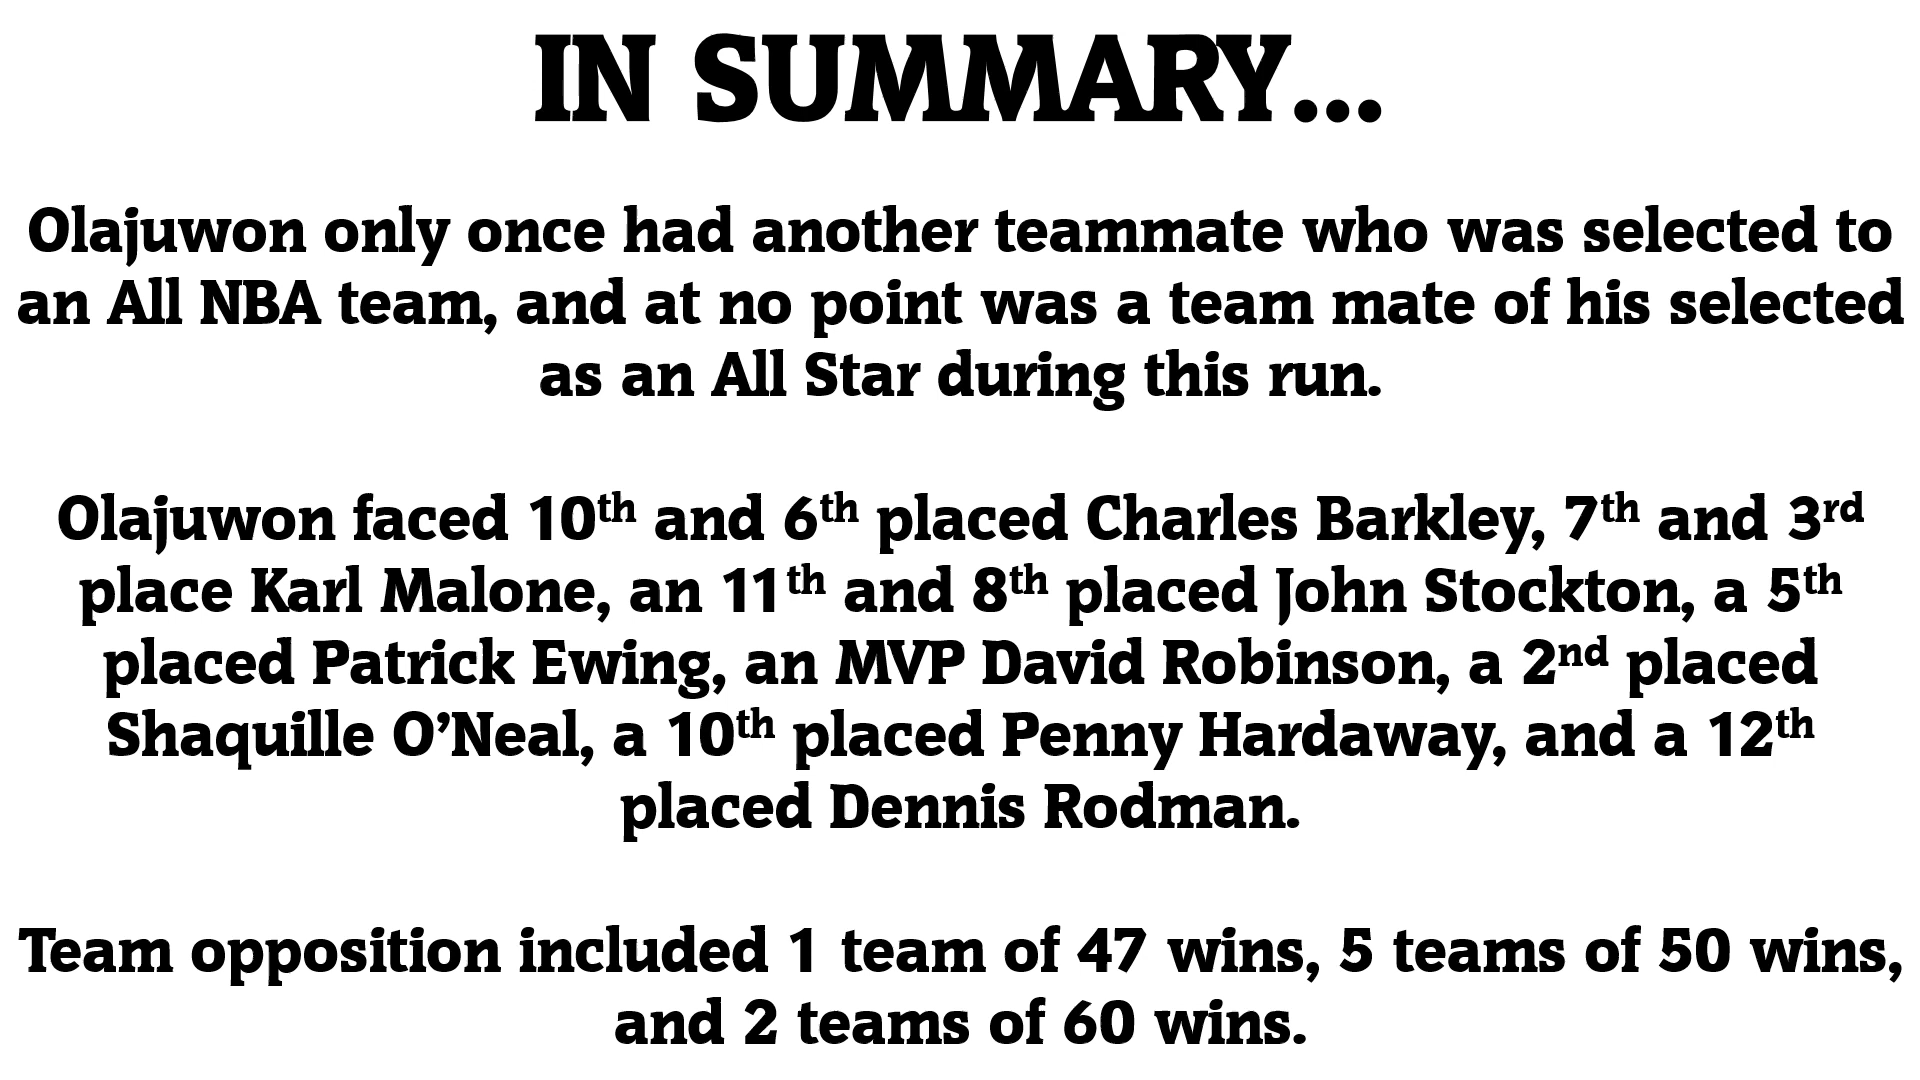 IN SUMMARY...
Olajuwon only once had another teammate who was selected to
an All NBA team, and at no point was a team mate of his selected
as an All Star during this run.
Olajuwon faced 10th and 6th placed Charles Barkley, 7th and 3rd
place Karl Malone, an 11th and 8th placed John Stockton, a 5th
placed Patrick Ewing, an MVP David Robinson, a 2nd placed
Shaquille O’Neal, a 10th placed Penny Hardaway, and a 12th
placed Dennis Rodman.
Team opposition included 1 team of 47 wins, 5 teams of 50 wins,
and 2 teams of 60 wins.